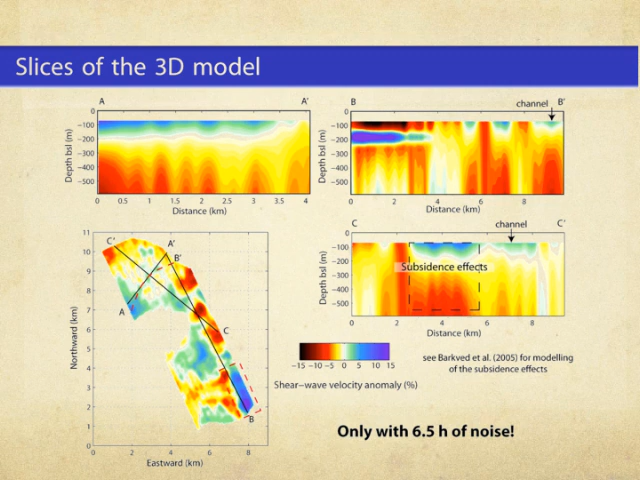 Slices of the 3D model
A A'
0
−100
−200
−300
−400
−500
Depth bsl (m)
0 0.5 1 1.5 2 2.5 3 3.5 4
Distance (km)
B channel B'
0
−100
−200
−300
−400
−500
Depth bsl (m)
0 2 4 6 8
Distance (km)
C channel C'
0
−100
−200
−300
−400
−500
Depth bsl (m)
Subsidence effects
0 2 4 6 8
Distance (km)
11
10
9
8
7
6
5
4
3
2
1
0
Northward (km)
C'
A'
B'
A
C
B
0 2 4 6 8
Eastward (km)
−15 −10 −5 0 5 10 15
Shear−wave velocity anomaly (%)
see Barkved et al. (2005) for modelling
of the subsidence effects
Only with 6.5 h of noise!